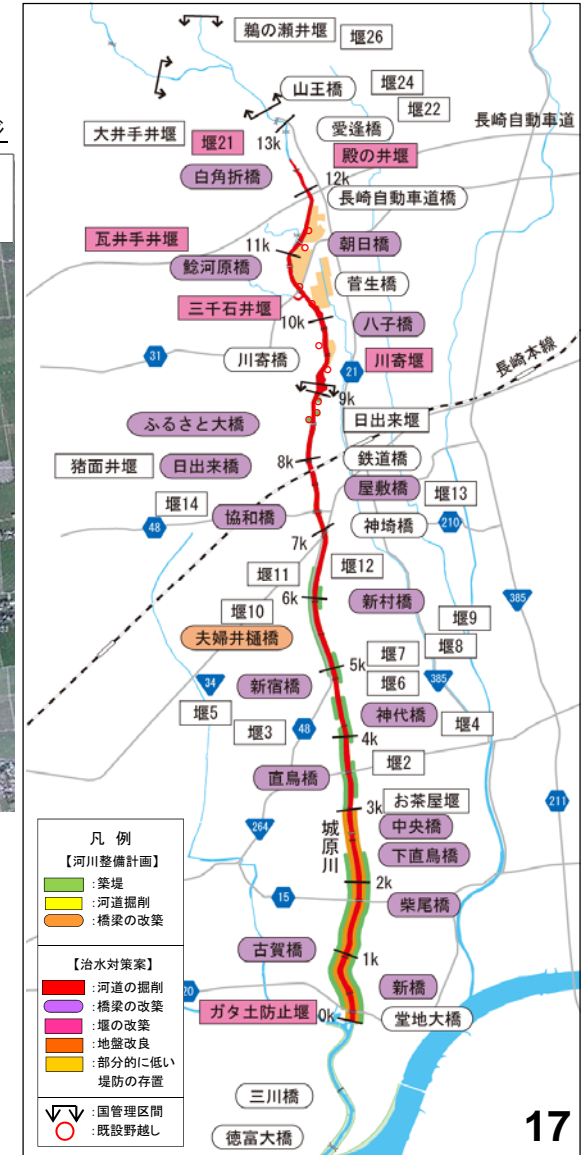 鵜の瀬井堰
堰26
山王橋
堰24
堰22
大井手井堰
堰21
13k
愛逢橋
長崎自動車道
殿の井堰
白角折橋
12k
長崎自動車道橋
瓦井手井堰
11k
朝日橋
鯰河原橋
菅生橋
三千石井堰
10k
八子橋
31
川寄橋
21
川寄堰
長崎本線
9k
ふるさと大橋
日出来堰
猪面井堰
日出来橋
8k
鉄道橋
屋敷橋
堰13
堰14
48
協和橋
7k
神埼橋
210
堰11
堰12
385
6k
新村橋
堰10
堰9
夫婦井樋橋
堰8
堰7
5k
34
新宿橋
堰6
385
堰5
神代橋
堰4
堰3
48
4k
堰2
直鳥橋
211
3k
お茶屋堰
264
城原川
中央橋
下直鳥橋
2k
15
柴尾橋
古賀橋
1k
20
新橋
ガタ土防止堰
0k
堂地大橋
三川橋
徳富大橋
凡 例
【河川整備計画】
:築堤
:河道掘削
:橋梁の改築
【治水対策案】
:河道の掘削
:橋梁の改築
:堰の改築
:地盤改良
:部分的に低い
堤防の存置
:国管理区間
:既設野越し
17